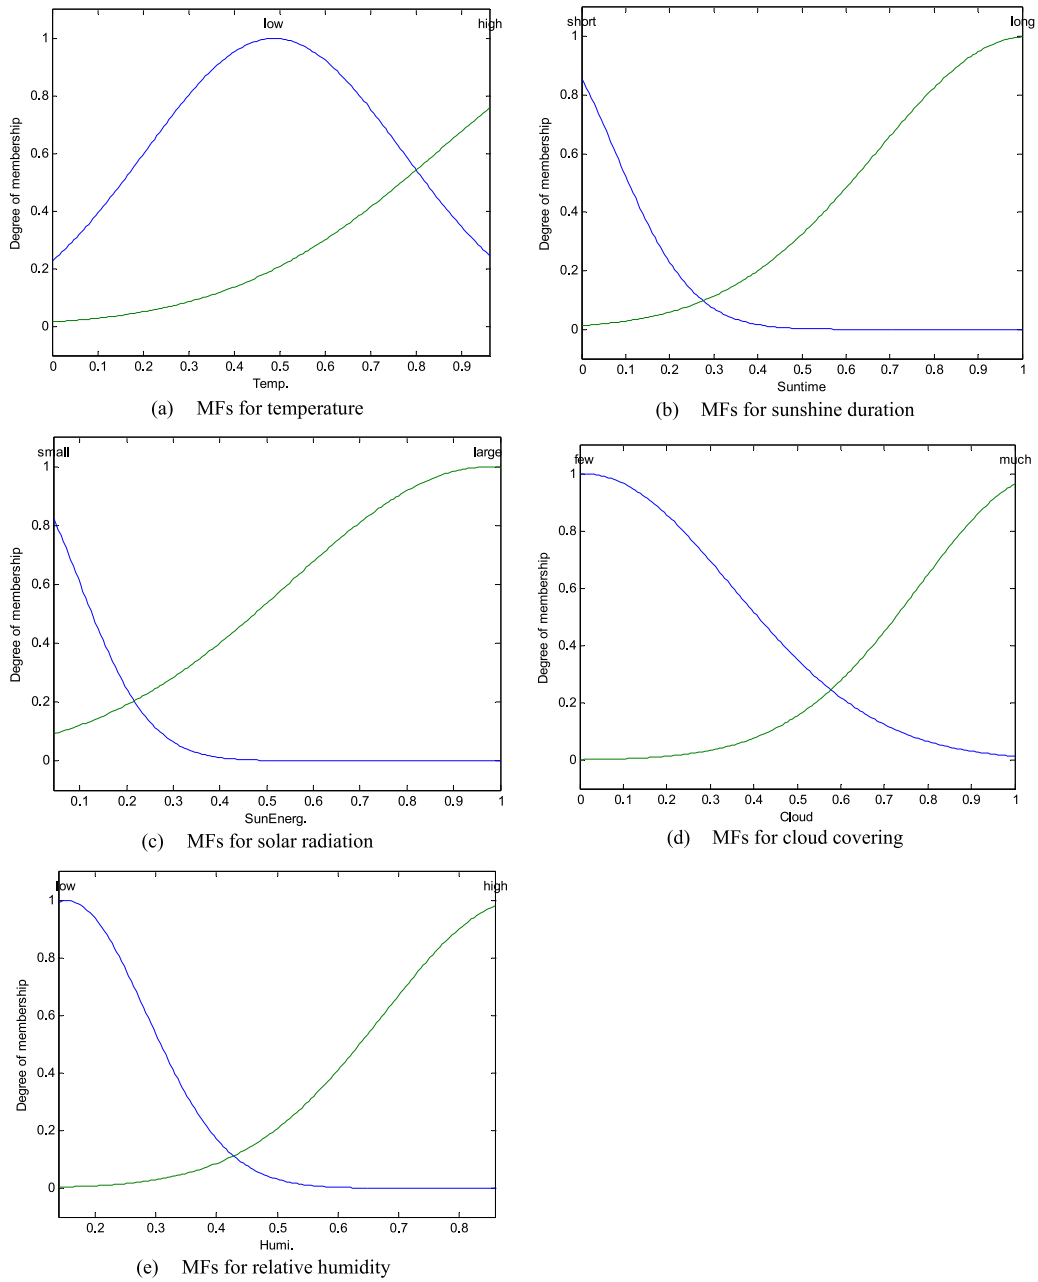 low high
1
0.8
0.6
0.4
0.2
0
Degree of membership
0 0.1 0.2 0.3 0.4 0.5 0.6 0.7 0.8 0.9
Temp.
(a) MFs for temperature
short long
1
0.8
0.6
0.4
0.2
0
Degree of membership
0 0.1 0.2 0.3 0.4 0.5 0.6 0.7 0.8 0.9 1
Suntime
(b) MFs for sunshine duration
small large
1
0.8
0.6
0.4
0.2
0
Degree of membership
0.1 0.2 0.3 0.4 0.5 0.6 0.7 0.8 0.9 1
SunEnerg.
(c) MFs for solar radiation
few much
1
0.8
0.6
0.4
0.2
0
Degree of membership
0 0.1 0.2 0.3 0.4 0.5 0.6 0.7 0.8 0.9 1
Cloud
(d) MFs for cloud covering
low high
1
0.8
0.6
0.4
0.2
0
Degree of membership
0.2 0.3 0.4 0.5 0.6 0.7 0.8
Humi.
(e) MFs for relative humidity